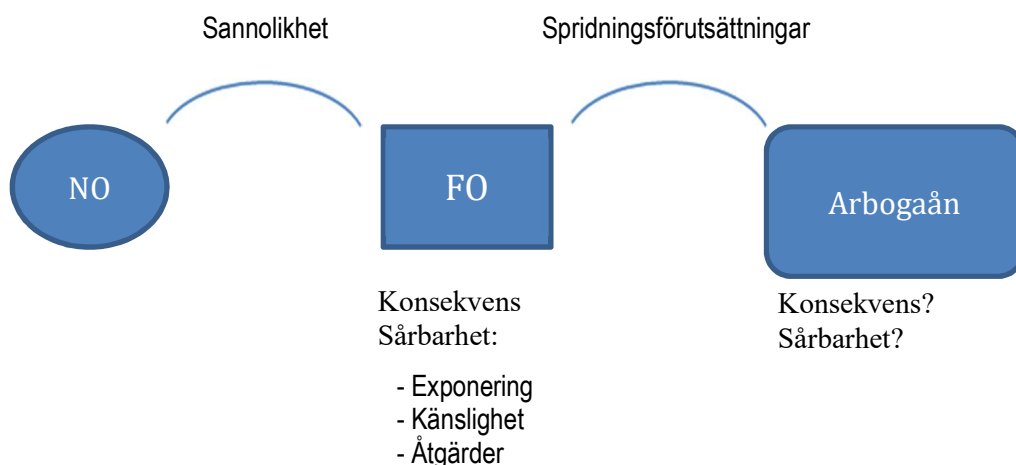 Sannolikhet
Spridningsförutsättningar
NO
FO
Arbogaån
Konsekvens
Sårbarhet:
- Exponering
- Känslighet
- Åtgärder
Konsekvens?
Sårbarhet?